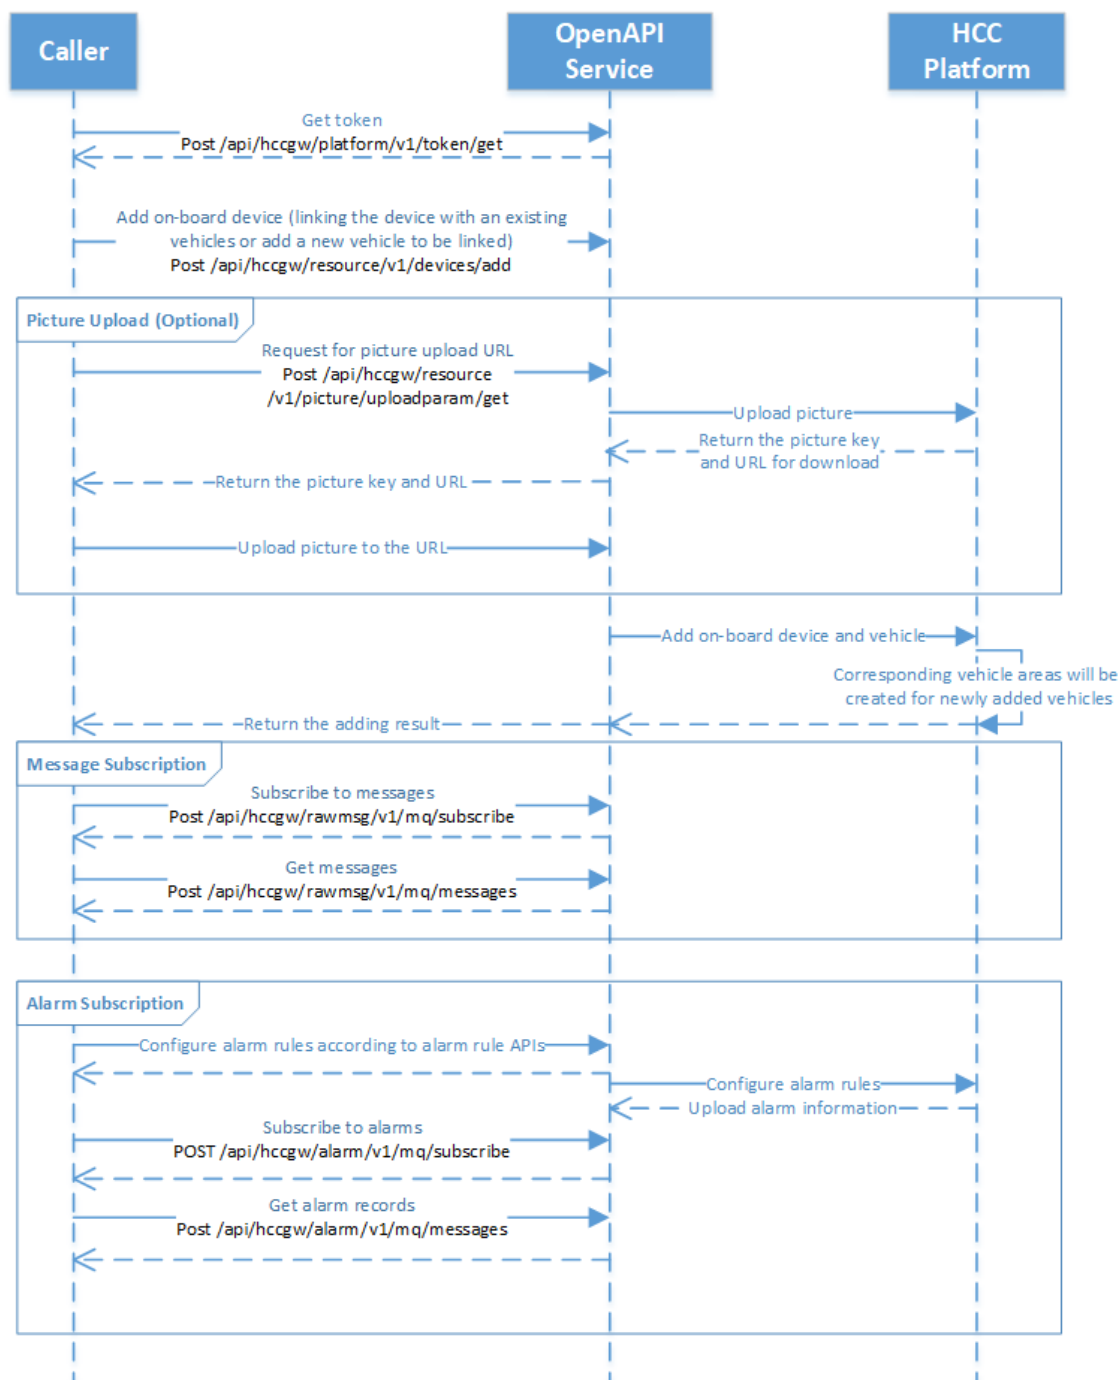 Caller
OpenAPI
Service
HCC
Platform
Get token
Post /api/hccgw/platform/v1/token/get
Add on-board device (linking the device with an existing
vehicles or add a new vehicle to be linked)
Post /api/hccgw/resource/v1/devices/add
Picture Upload (Optional)
Request for picture upload URL
Post /api/hccgw/resource
/v1/picture/uploadparam/get
Upload picture
Return the picture key
and URL for download
Return the picture key and URL
Upload picture to the URL
Add on-board device and vehicle
Corresponding vehicle areas will be
created for newly added vehicles
Return the adding result
Message Subscription
Subscribe to messages
Post /api/hccgw/rawmsg/v1/mq/subscribe
Get messages
Post /api/hccgw/rawmsg/v1/mq/messages
Alarm Subscription
Configure alarm rules according to alarm rule APIs
Configure alarm rules
Upload alarm information
Subscribe to alarms
POST /api/hccgw/alarm/v1/mq/subscribe
Get alarm records
Post /api/hccgw/alarm/v1/mq/messages